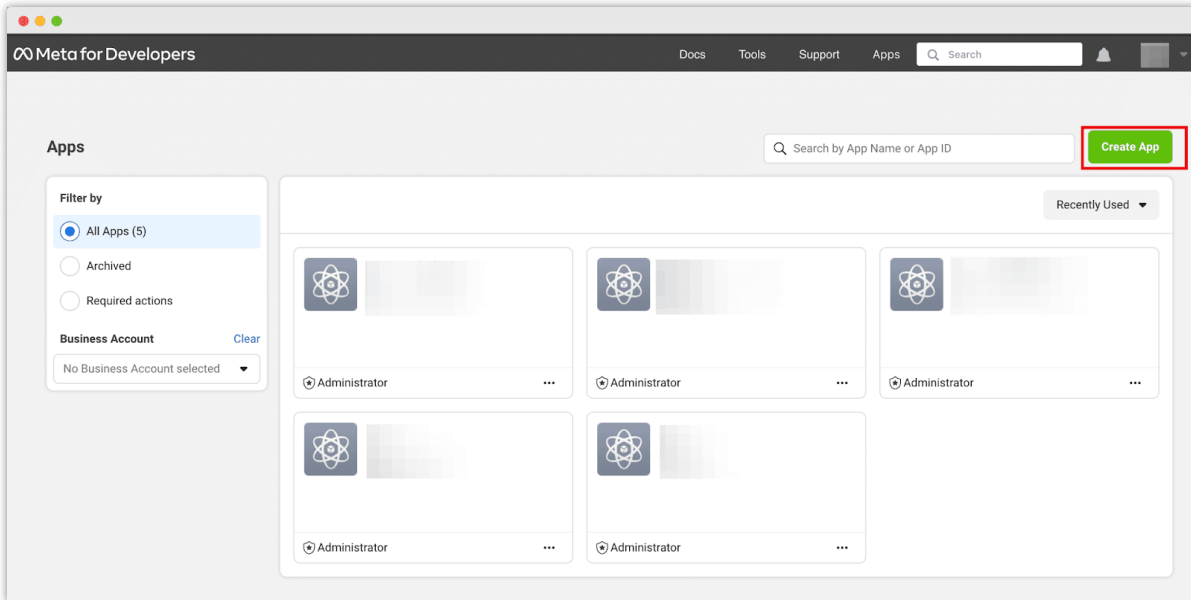 Meta for Developers
Docs Tools Support Apps Search
Apps
Search by App Name or App ID
Create App
Filter by
All Apps (5)
Archived
Required actions
Business Account Clear
No Business Account selected
Recently Used
Administrator
Administrator
Administrator
Administrator
Administrator